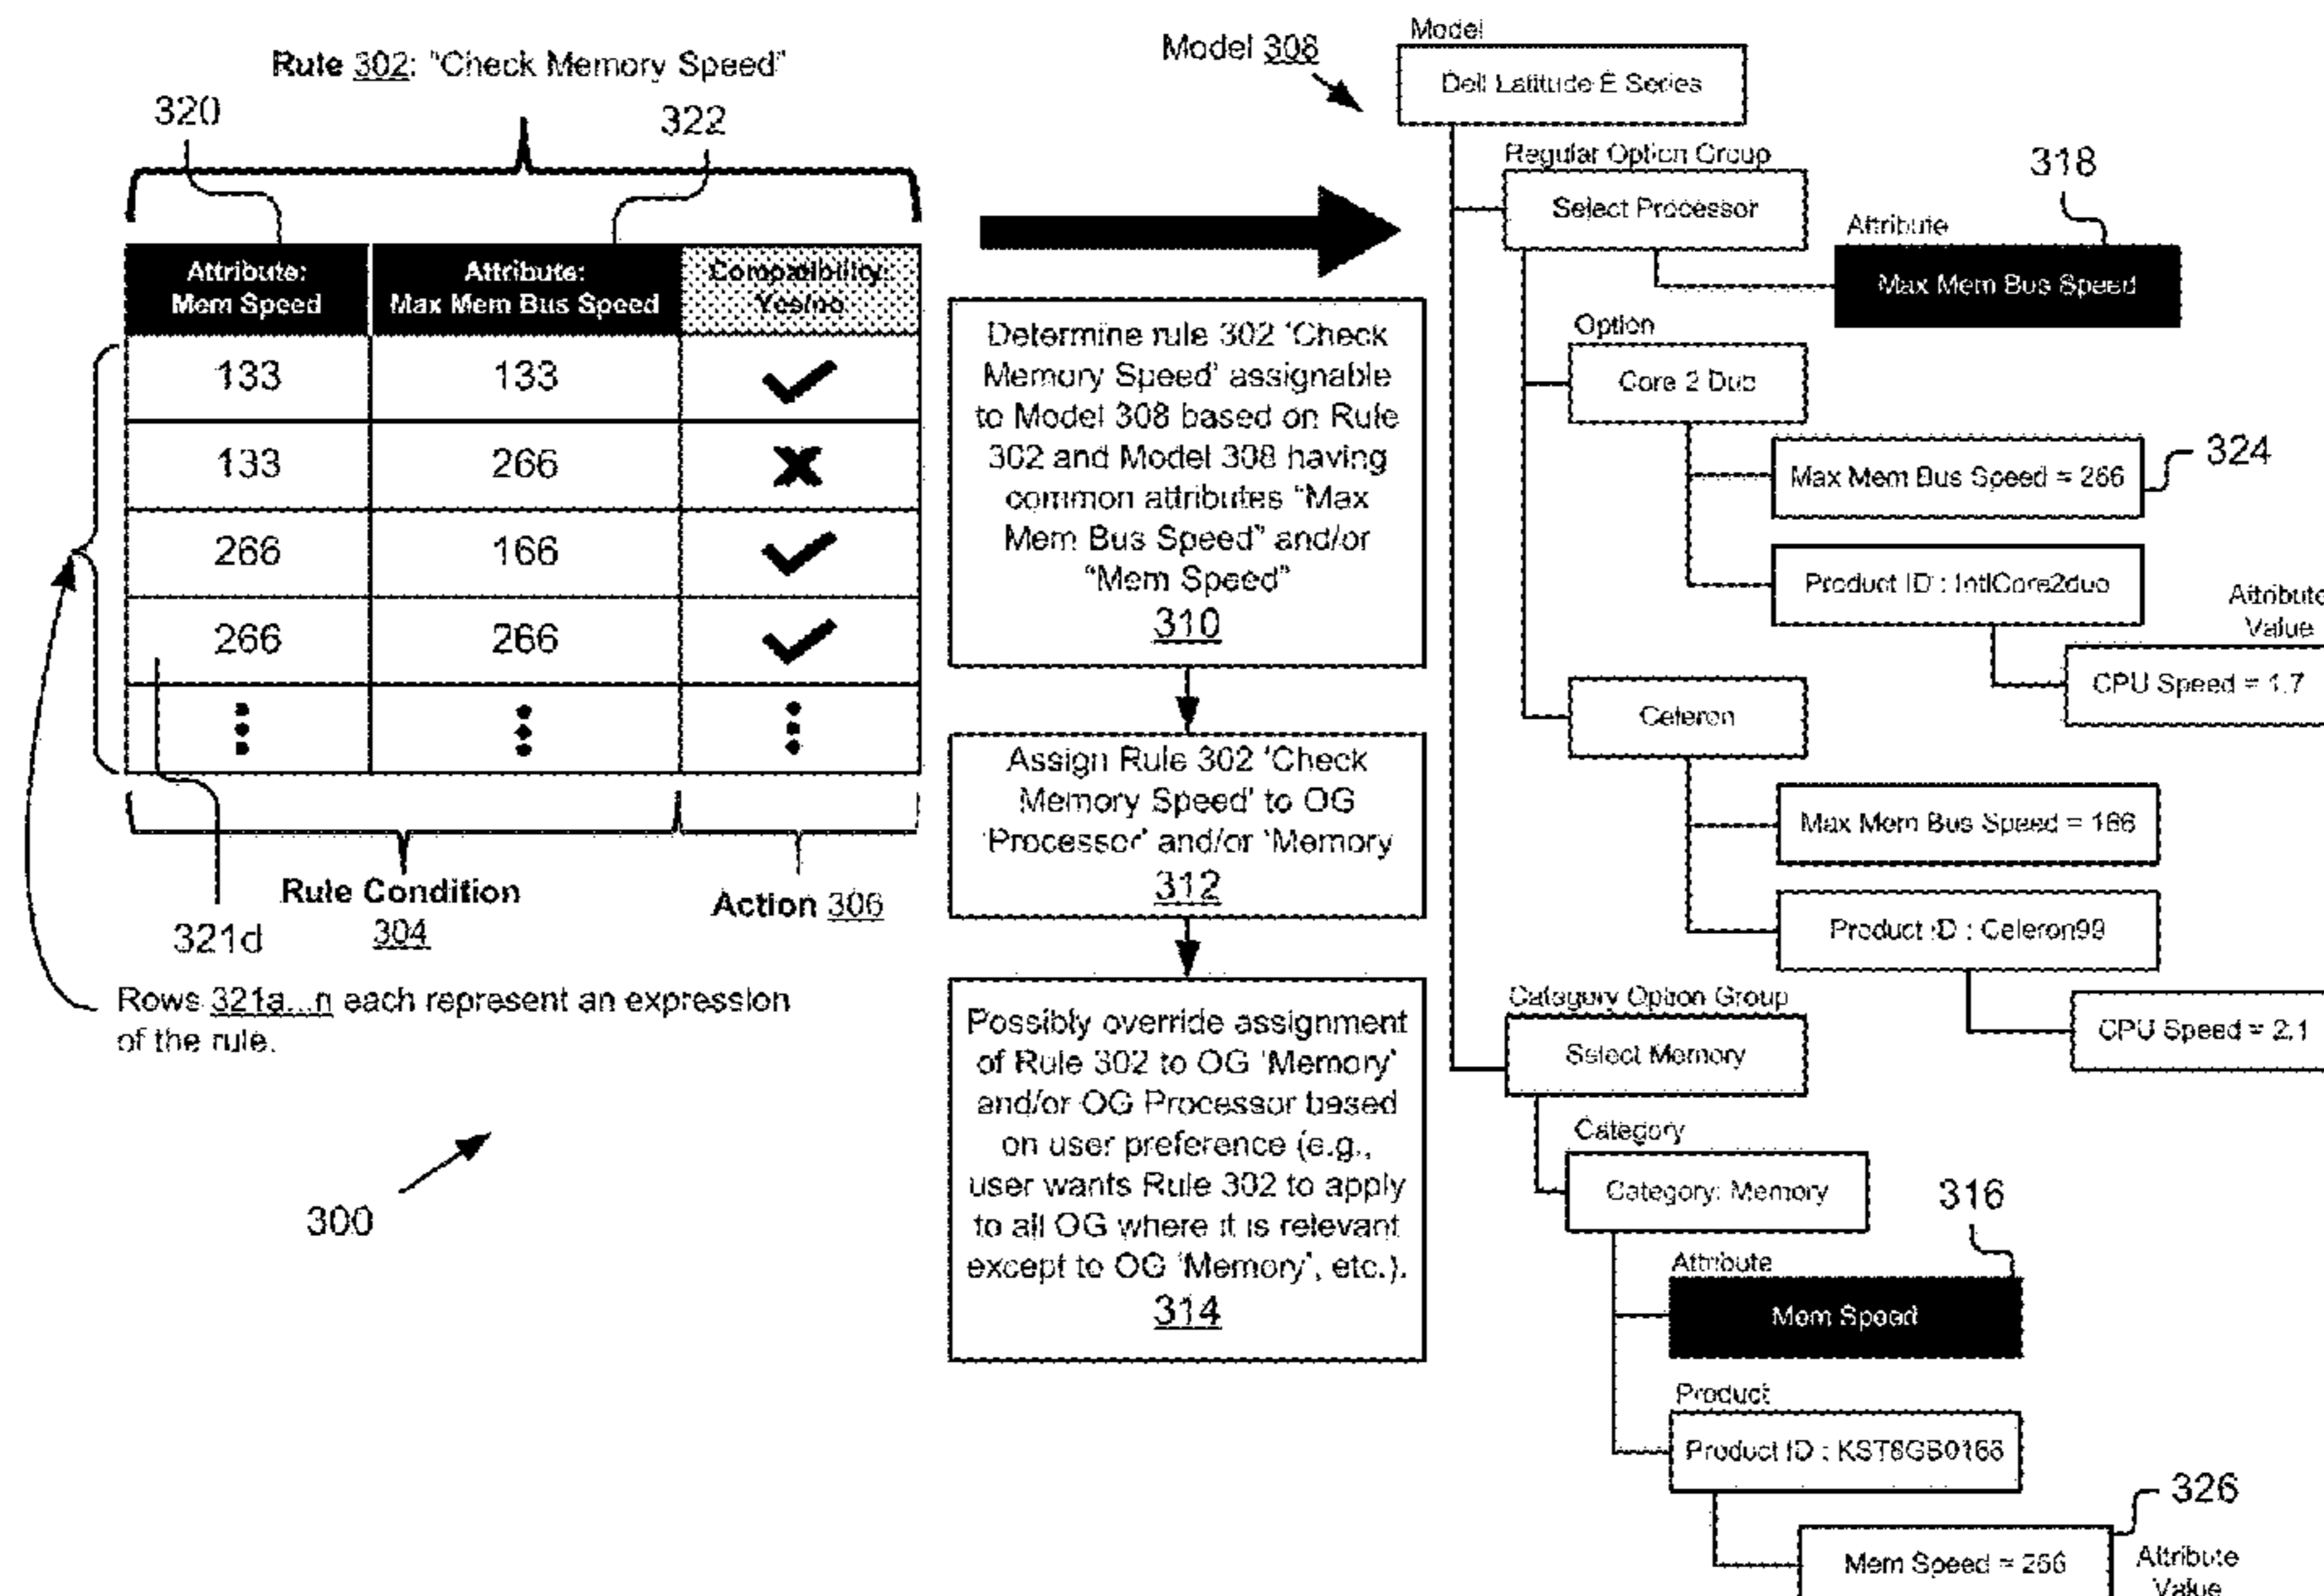 Rule 302: "Check Memory Speed"
320
322
Attribute:
Mem Speed
Attribute:
Max Mem Bus Speed
Compatibility:
Yes/no
133
133
133
266
266
166
266
266
Rule Condition
304
Action 306
321d
Rows 321a...n each represent an expression
of the rule.
300
Determine rule 302 'Check
Memory Speed' assignable
to Model 308 based on Rule
302 and Model 308 having
common attributes "Max
Mem Bus Speed" and/or
"Mem Speed"
310
Assign Rule 302 'Check
Memory Speed' to OG
'Processor' and/or 'Memory
312
Possibly override assignment
of Rule 302 to OG 'Memory'
and/or OG Processor based
on user preference (e.g.,
user wants Rule 302 to apply
to all OG where it is relevant
except to OG 'Memory', etc.).
314
Model 308
Model
Dell Latitude E Series
Regular Option Group
Select Processor
318
Attribute
Max Mem Bus Speed
Option
Core 2 Duo
Max Mem Bus Speed = 266
324
Product ID : IntlCore2duo
Attribute
Value
CPU Speed = 1.7
Celeron
Max Mem Bus Speed = 166
Product ID : Celeron99
CPU Speed = 2.1
Category Option Group
Select Memory
Category
Category: Memory
316
Attribute
Mem Speed
Product
Product ID : KST8GB0166
326
Mem Speed = 266
Attribute
Value